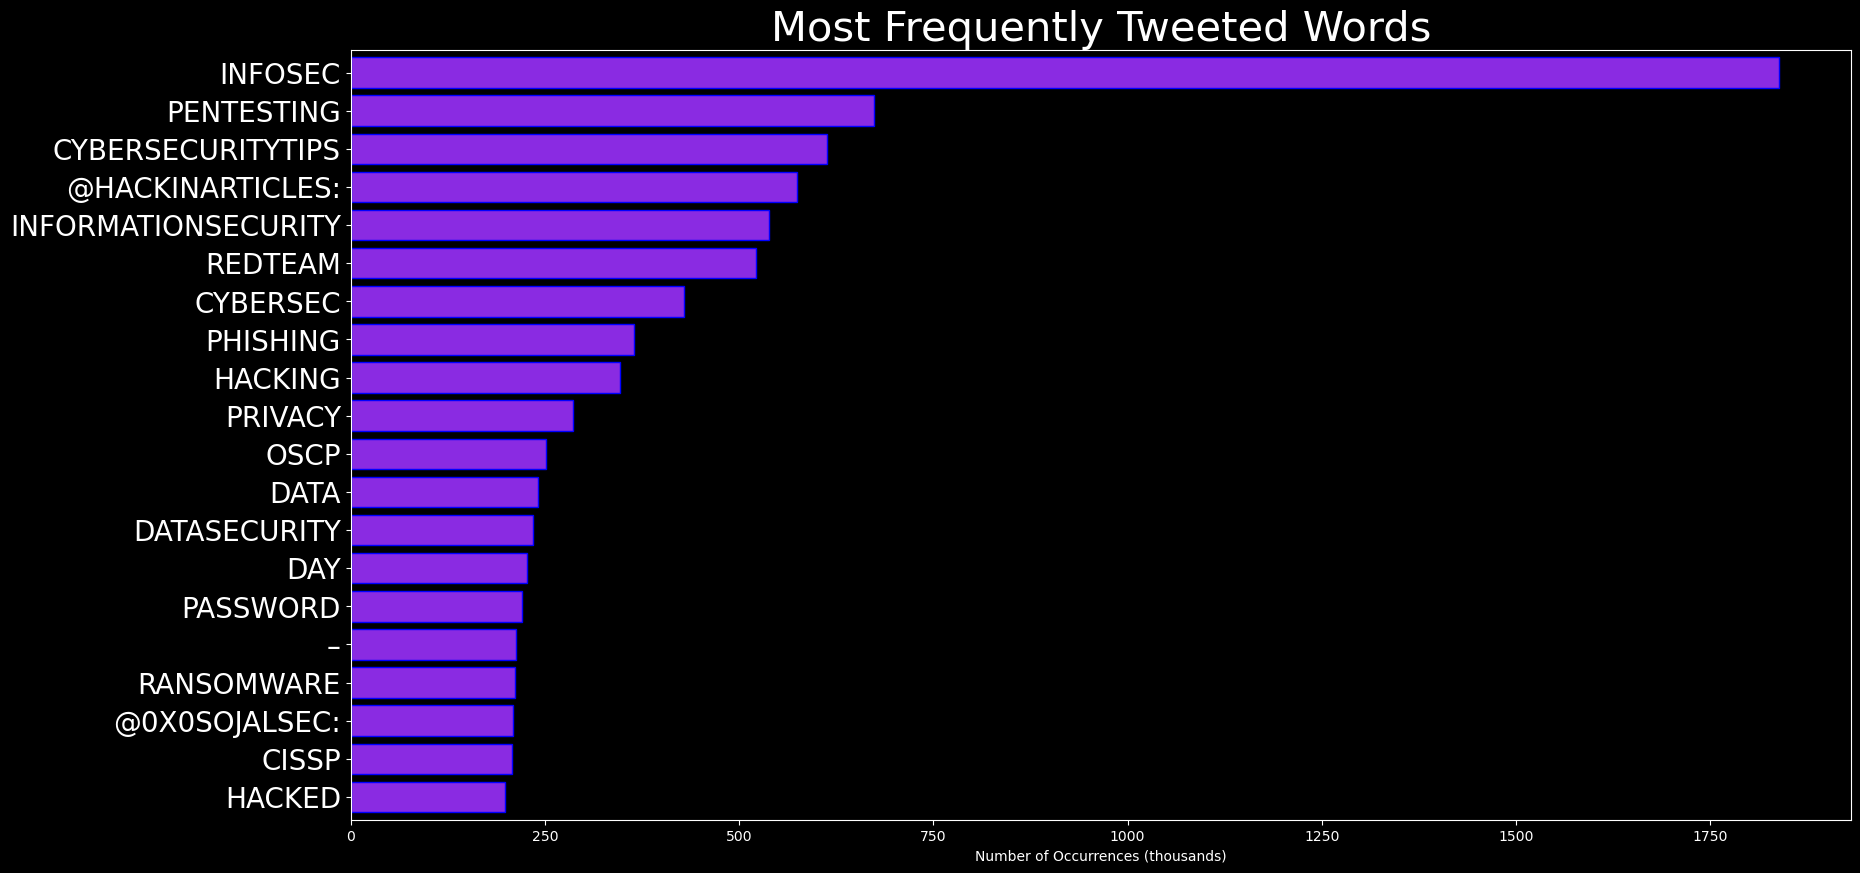 Most Frequently Tweeted Words
INFOSEC
PENTESTING
CYBERSECURITYTIPS
@HACKINARTICLES:
INFORMATIONSECURITY
REDTEAM
CYBERSEC
PHISHING
HACKING
PRIVACY
OSCP
DATA
DATASECURITY
DAY
PASSWORD
–
RANSOMWARE
@0X0SOJALSEC:
CISSP
HACKED
0 250 500 750 1000 1250 1500 1750
Number of Occurrences (thousands)